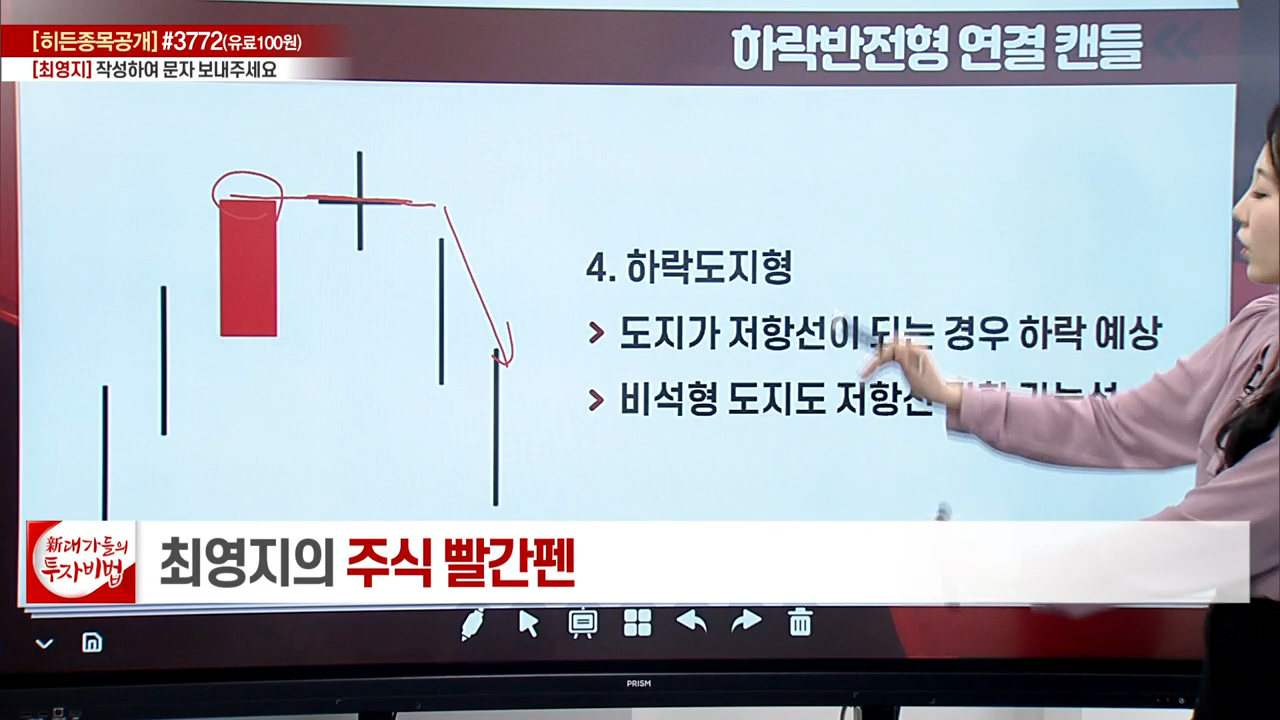 [히든종목공개] #3772(유료100원)
[최영지] 작성하여 문자 보내주세요
하락반전형 연결 캔들
4. 하락도지형
> 도지가 저항선이 되는 경우 하락 예상
> 비석형 도지도 저항선
新대가들의
투자비법
최영지의 주식 빨간펜
PRISM